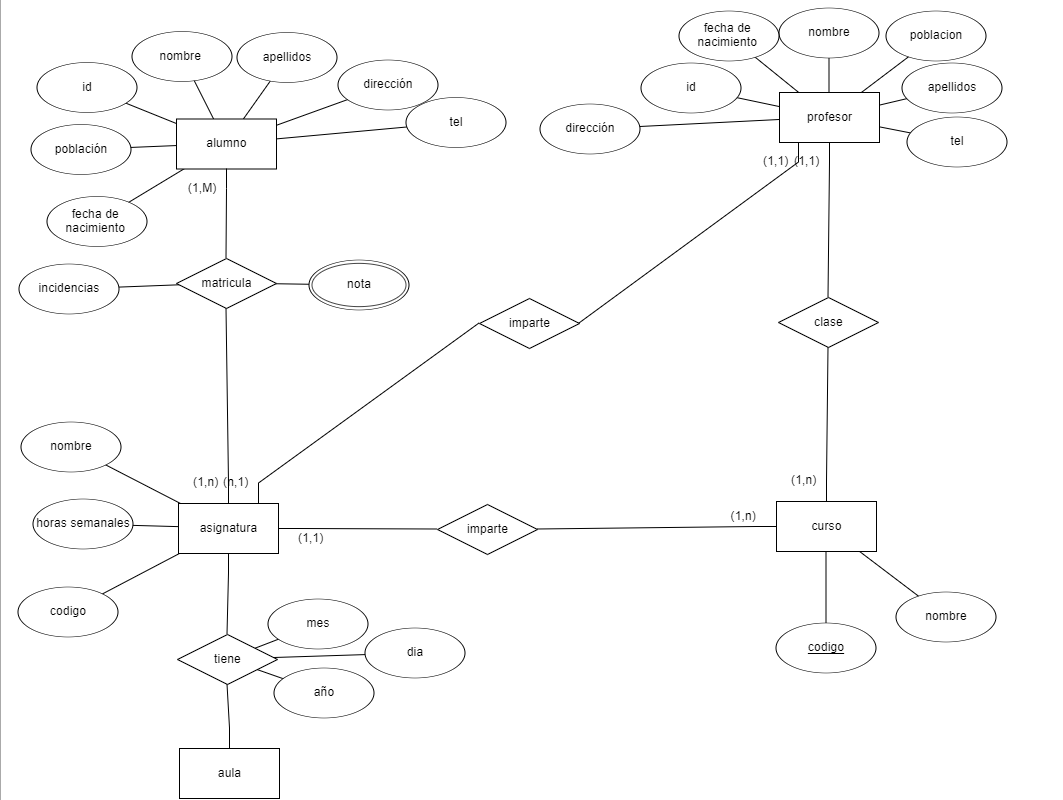 fecha de
nacimiento
nombre
poblacion
nombre
apellidos
id
dirección
id
apellidos
tel
dirección
profesor
tel
alumno
población
(1,M)
(1,1)
(1,1)
fecha de
nacimiento
incidencias
matricula
nota
imparte
clase
nombre
(1,n)
(n,1)
(1,n)
horas semanales
asignatura
(1,1)
imparte
(1,n)
curso
codigo
mes
tiene
dia
año
codigo
nombre
aula